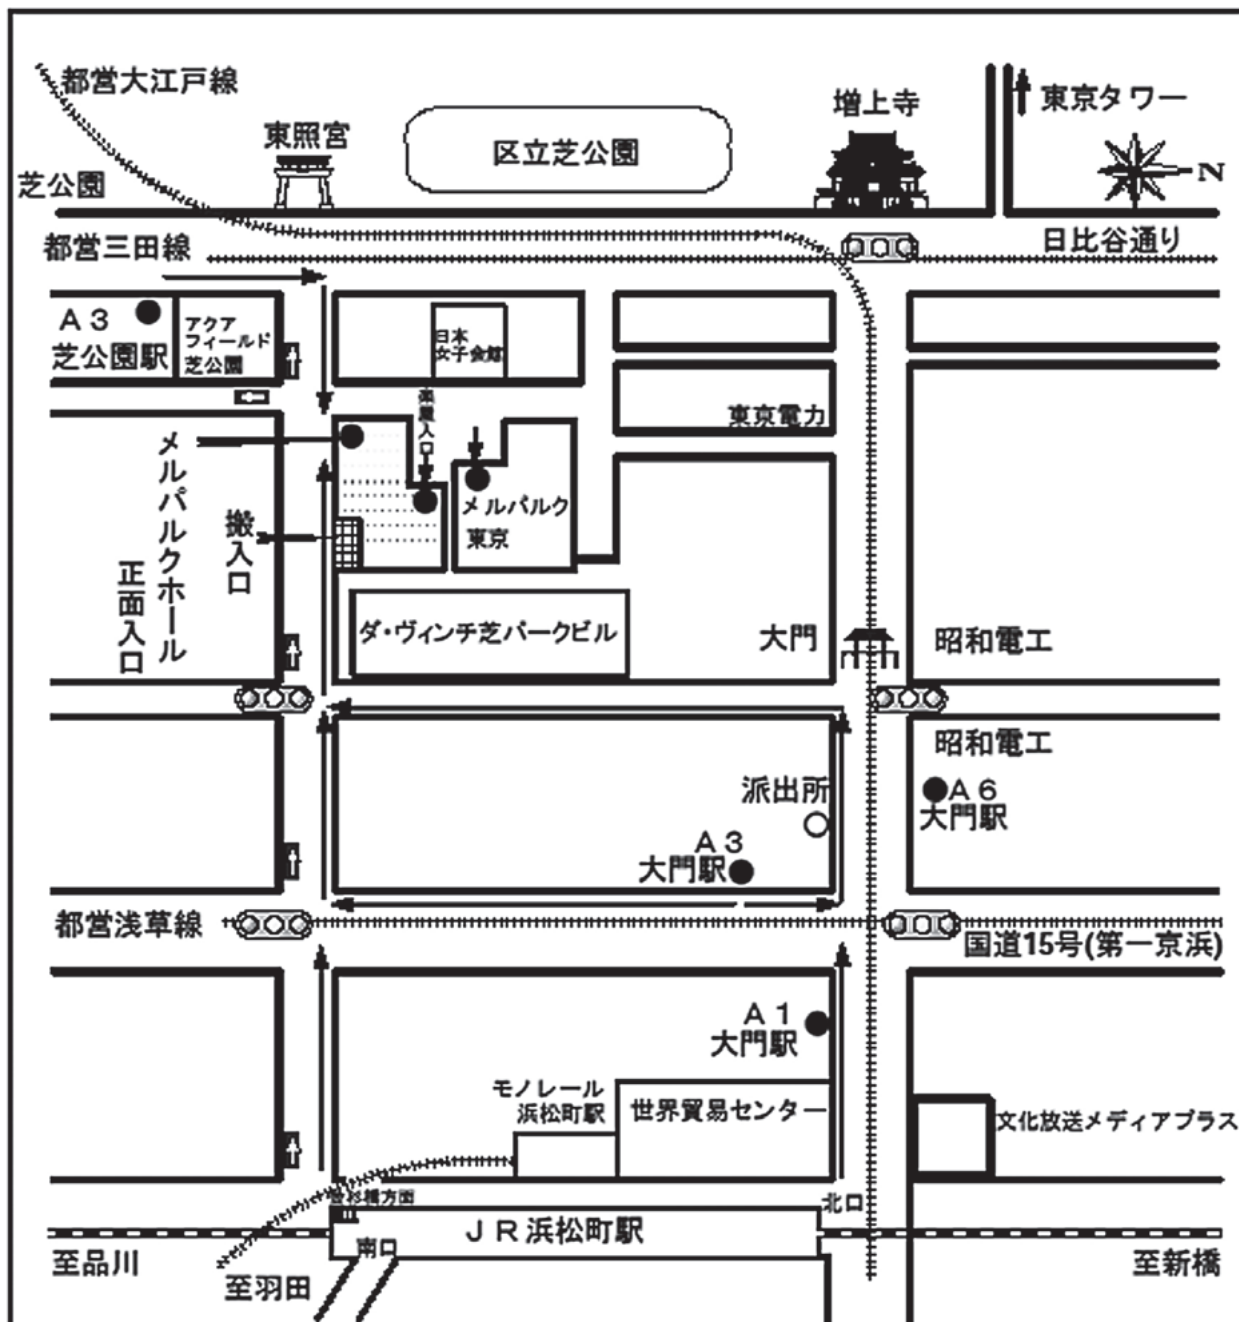 都営大江戸線
東照宮
区立芝公園
増上寺
東京タワー
N
芝公園
都営三田線
日比谷通り
A3
芝公園駅
アクア
フィールド
芝公園
日本
女子会館
楽屋入口
東京電力
メルパルクホール
正面入口
搬入口
メルパルク
東京
ダ・ヴィンチ芝パークビル
大門
昭和電工
昭和電工
派出所
A6
大門駅
A3
大門駅
都営浅草線
国道15号(第一京浜)
A1
大門駅
モノレール
浜松町駅
世界貿易センター
文化放送メディアプラス
金杉橋方面
北口
JR浜松町駅
南口
至品川
至羽田
至新橋